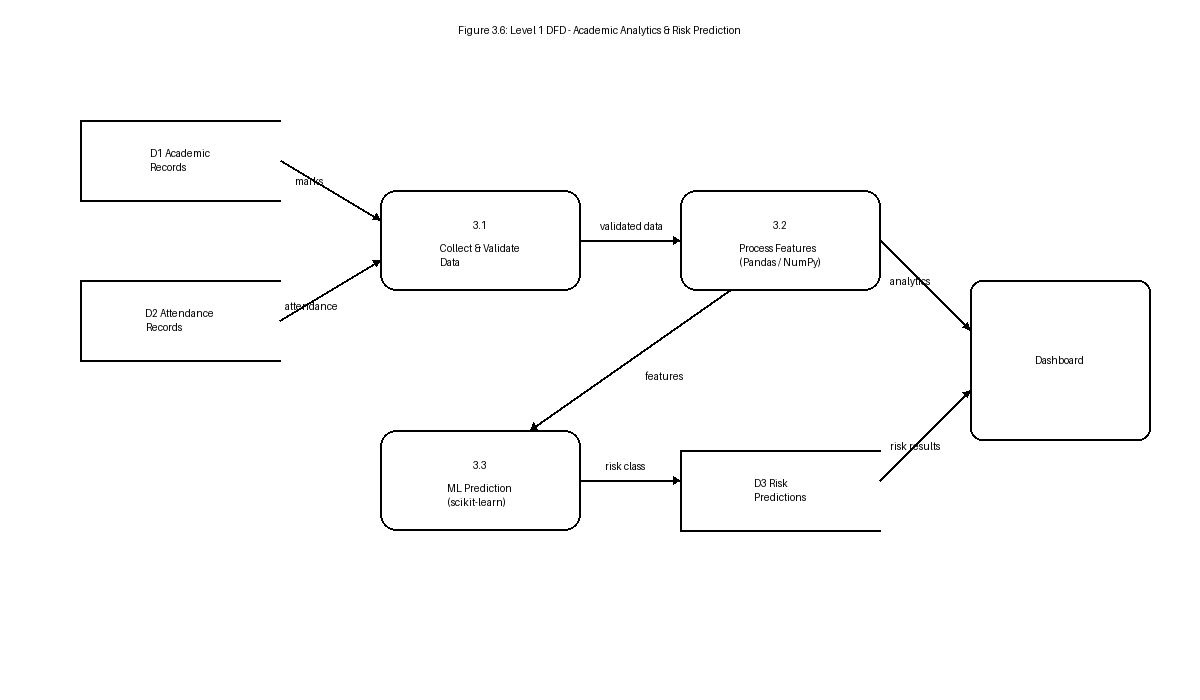 Figure 3.6: Level 1 DFD - Academic Analytics & Risk Prediction
D1 Academic
Records
marks
3.1
Collect & Validate
Data
validated data
3.2
Process Features
(Pandas / NumPy)
analytics
D2 Attendance
Records
attendance
Dashboard
features
3.3
ML Prediction
(scikit-learn)
risk class
D3 Risk
Predictions
risk results